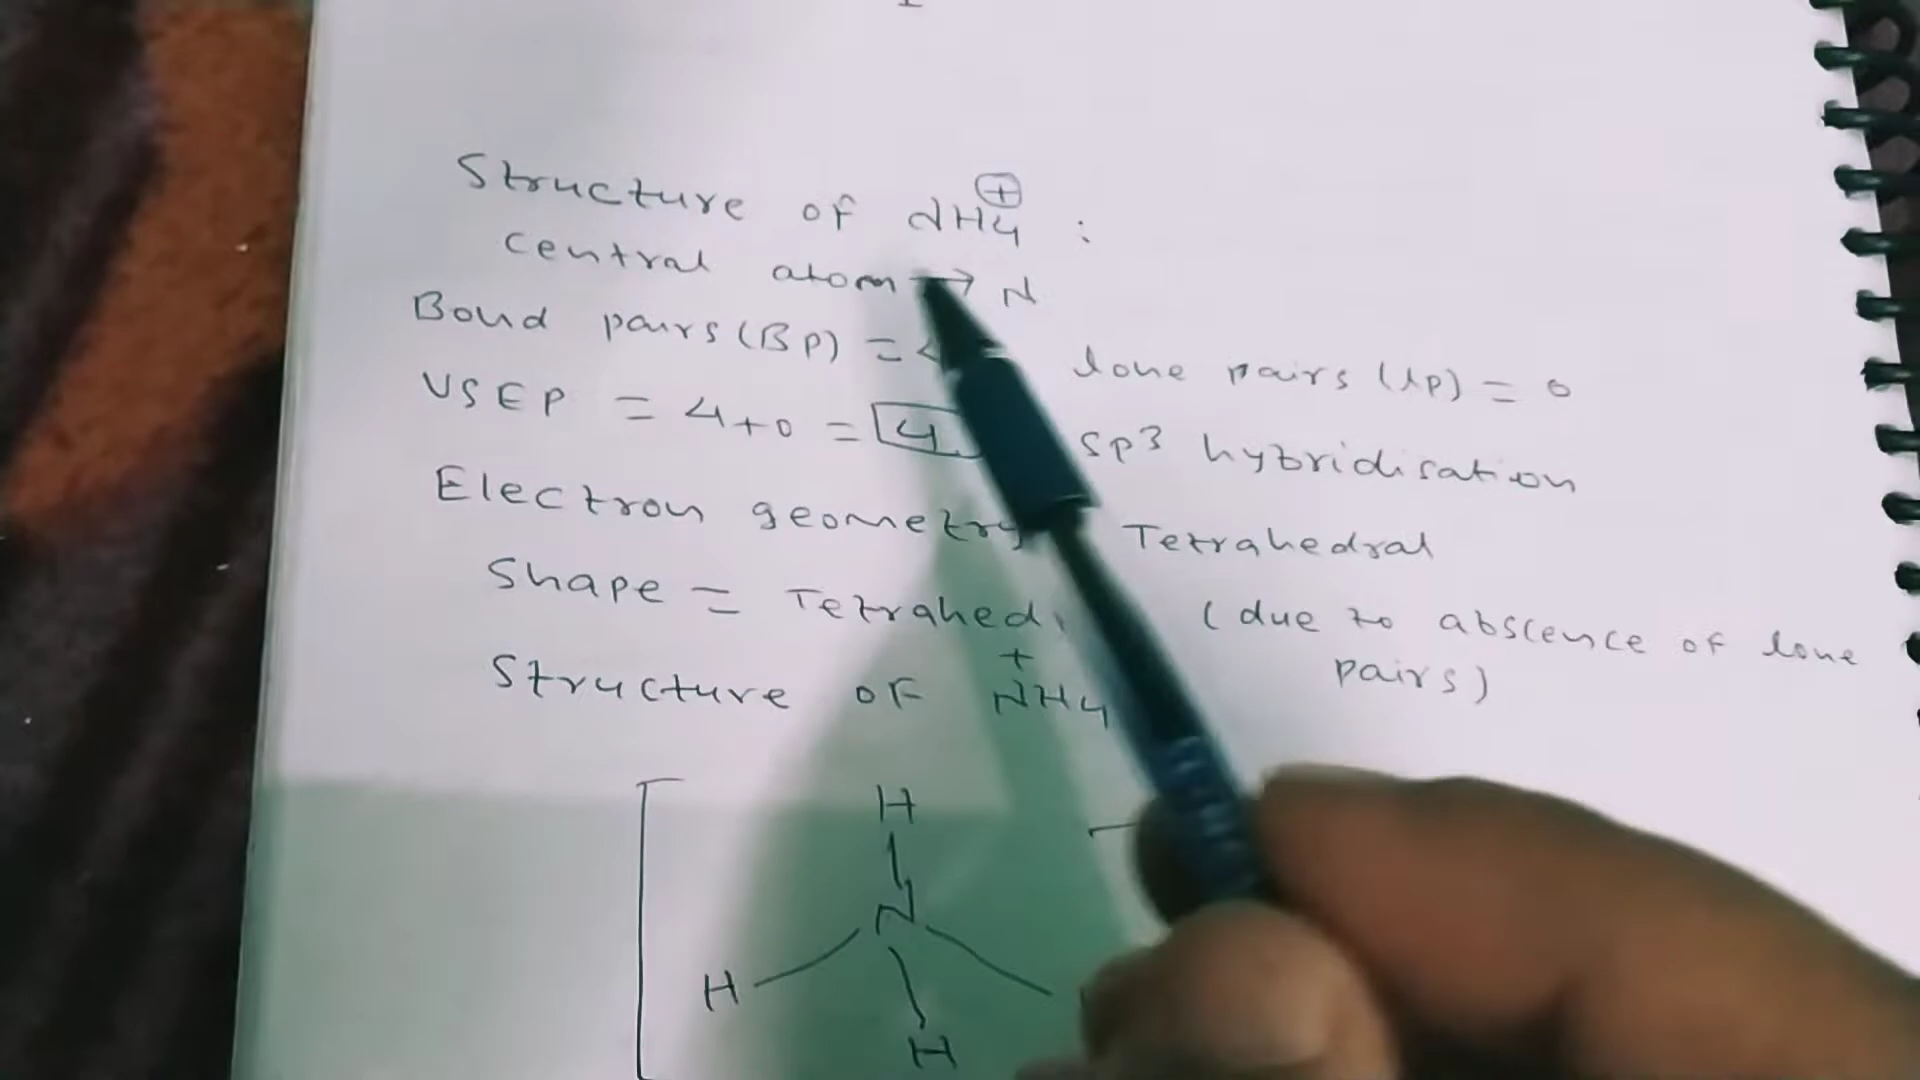 Structure of NH4⊕ :
central atom → N
Bond pairs (BP) = lone pairs (lp) = 0
VSEP = 4+0 = 4 sp3 hybridisation
Electron geometry Tetrahedral
Shape = Tetrahed (due to abscence of lone
pairs)
Structure of NH4+
H
N
H
H